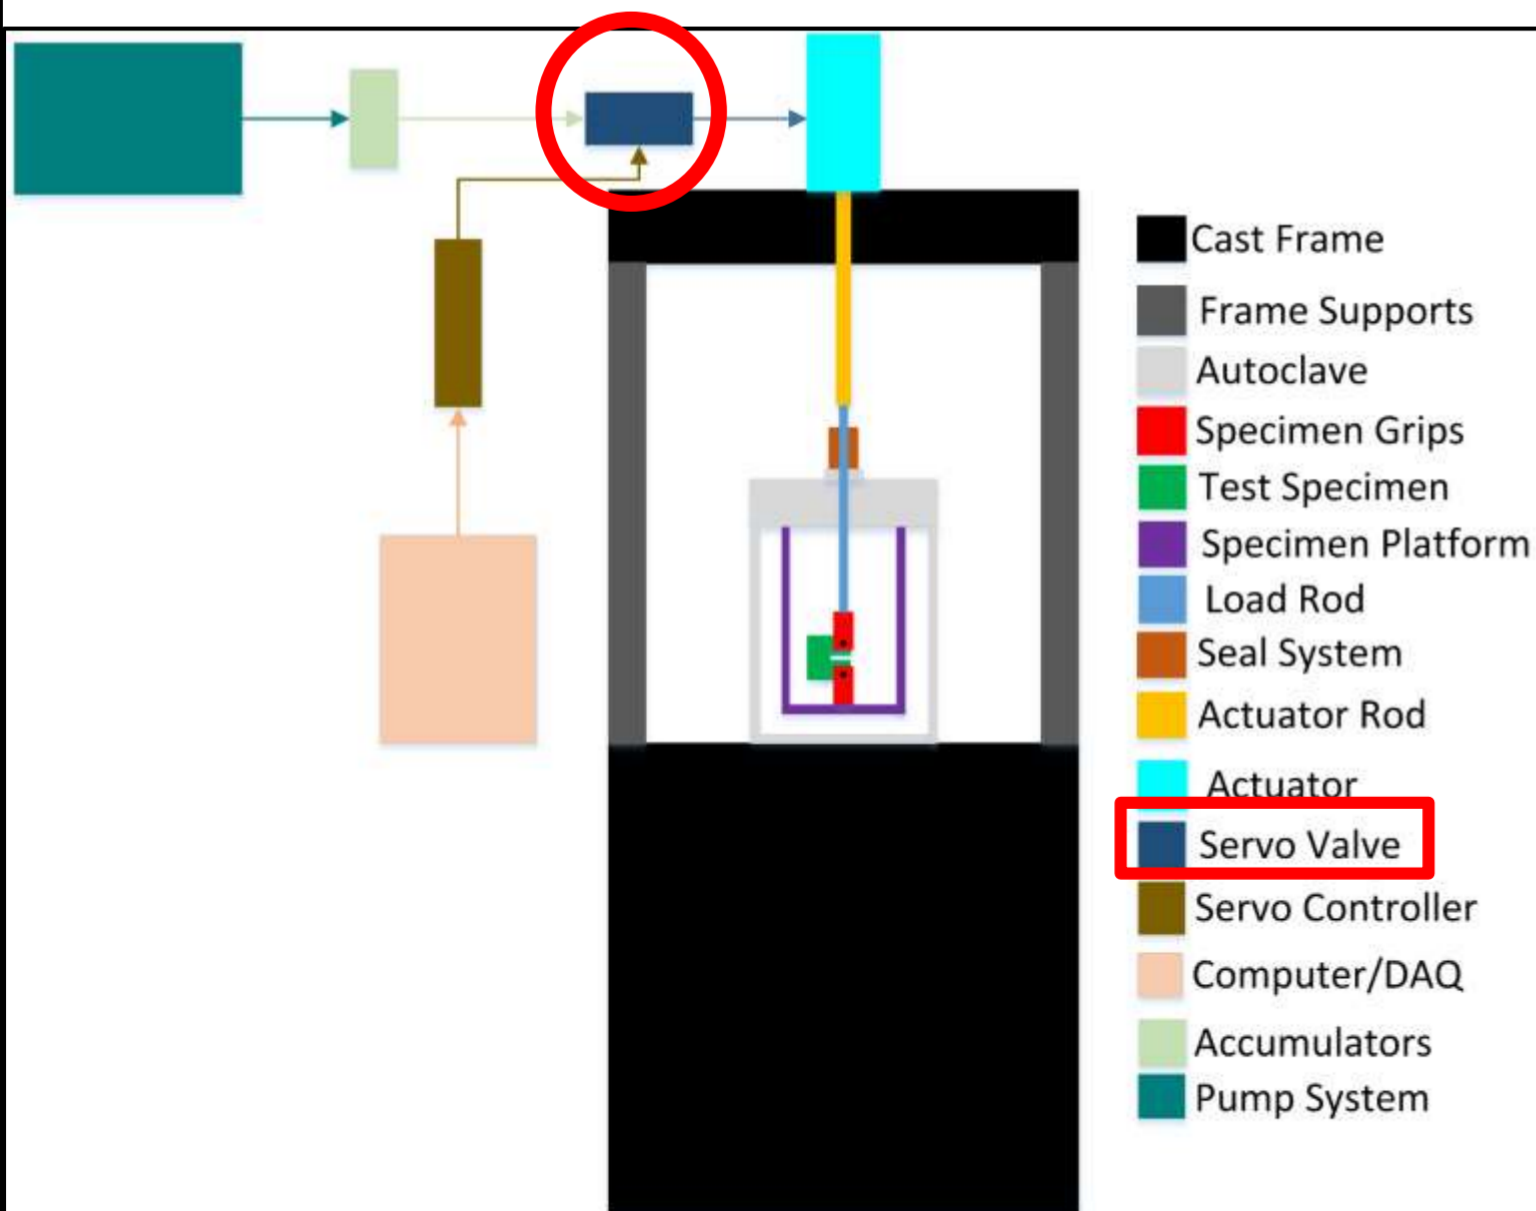 Cast Frame
Frame Supports
Autoclave
Specimen Grips
Test Specimen
Specimen Platform
Load Rod
Seal System
Actuator Rod
Actuator
Servo Valve
Servo Controller
Computer/DAQ
Accumulators
Pump System